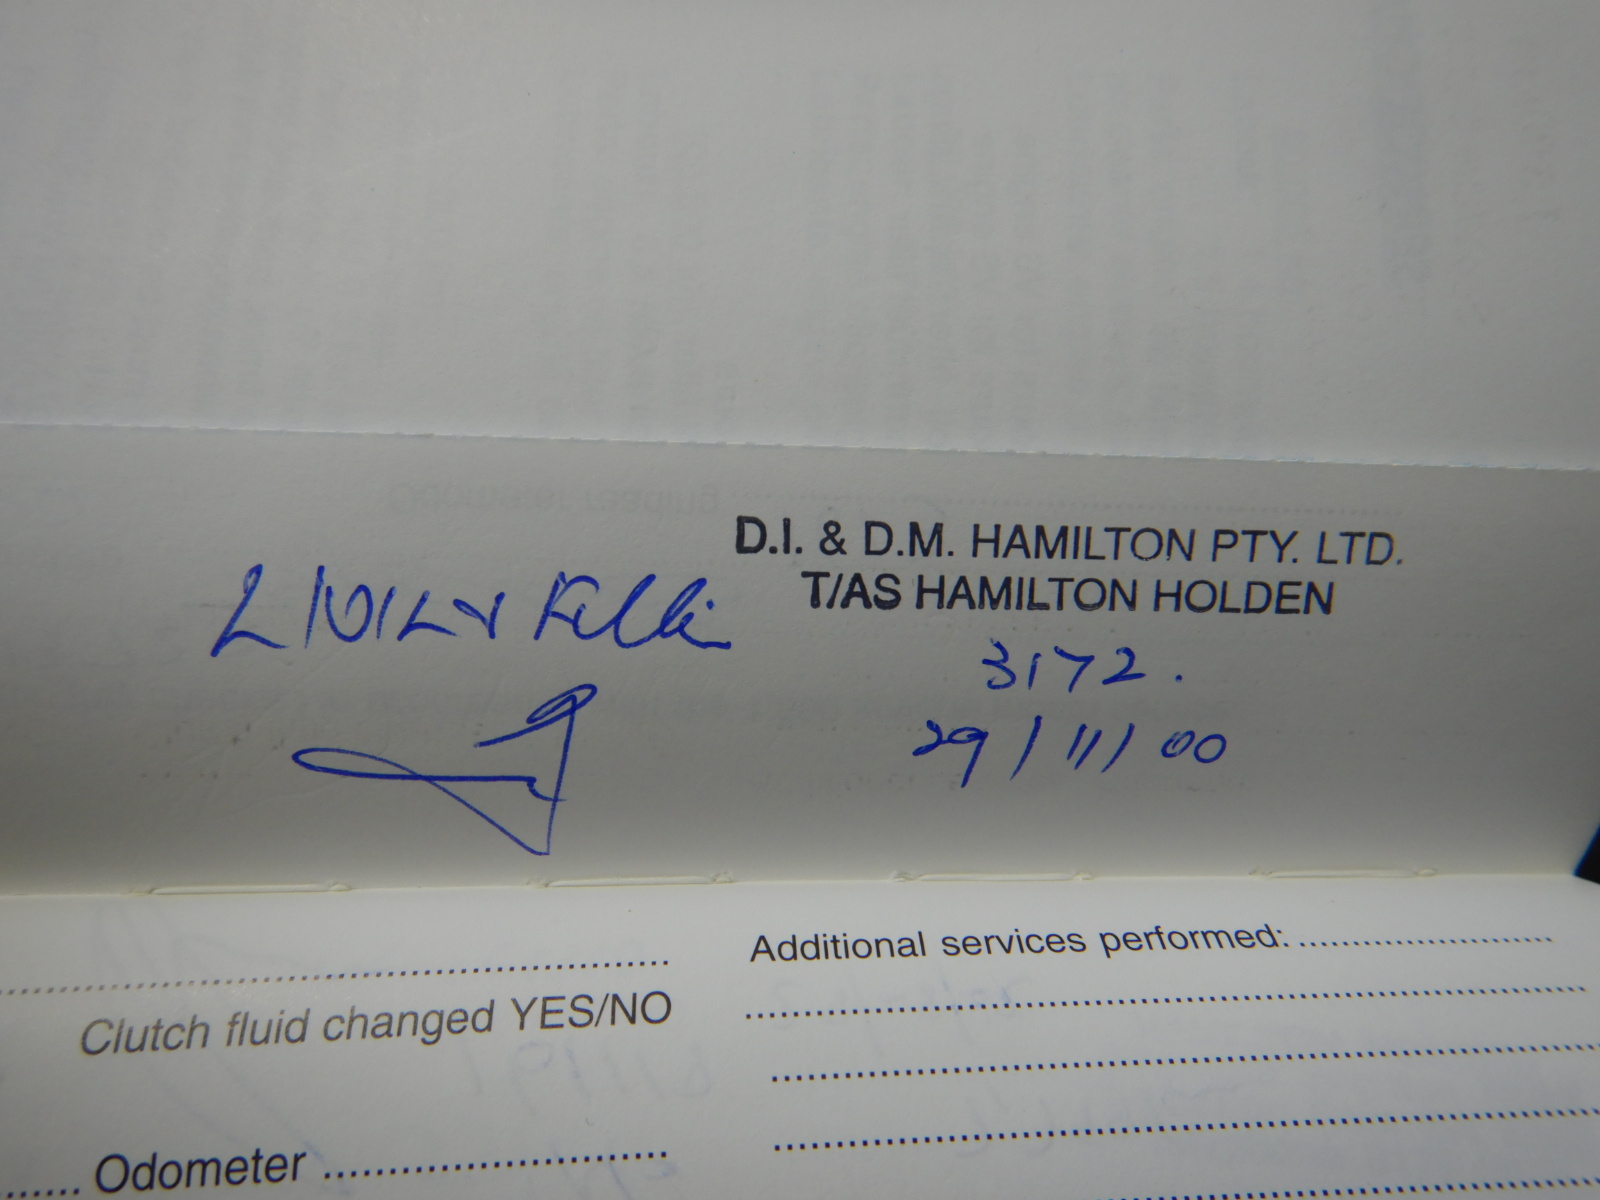 D.I. & D.M. HAMILTON PTY. LTD.
T/AS HAMILTON HOLDEN
3172.
29/11/00
Additional services performed: ..............................
Clutch fluid changed YES/NO
Odometer ..............................